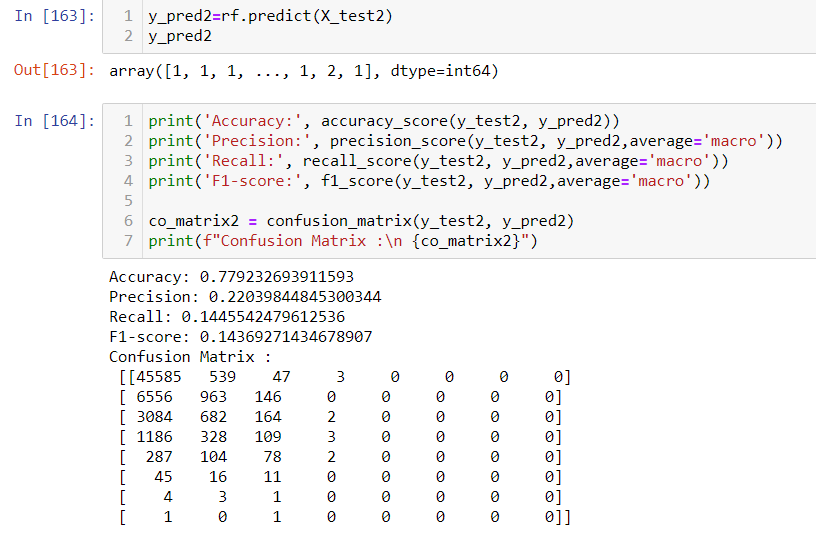 In [163]:
1 y_pred2=rf.predict(X_test2)
2 y_pred2
Out[163]: array([1, 1, 1, ..., 1, 2, 1], dtype=int64)
In [164]:
1 print('Accuracy:', accuracy_score(y_test2, y_pred2))
2 print('Precision:', precision_score(y_test2, y_pred2,average='macro'))
3 print('Recall:', recall_score(y_test2, y_pred2,average='macro'))
4 print('F1-score:', f1_score(y_test2, y_pred2,average='macro'))
5
6 co_matrix2 = confusion_matrix(y_test2, y_pred2)
7 print(f"Confusion Matrix :\n {co_matrix2}")
Accuracy: 0.779232693911593
Precision: 0.22039844845300344
Recall: 0.1445542479612536
F1-score: 0.14369271434678907
Confusion Matrix :
[[45585 539 47 3 0 0 0 0]
[ 6556 963 146 0 0 0 0 0]
[ 3084 682 164 2 0 0 0 0]
[ 1186 328 109 3 0 0 0 0]
[ 287 104 78 2 0 0 0 0]
[ 45 16 11 0 0 0 0 0]
[ 4 3 1 0 0 0 0 0]
[ 1 0 1 0 0 0 0 0]]